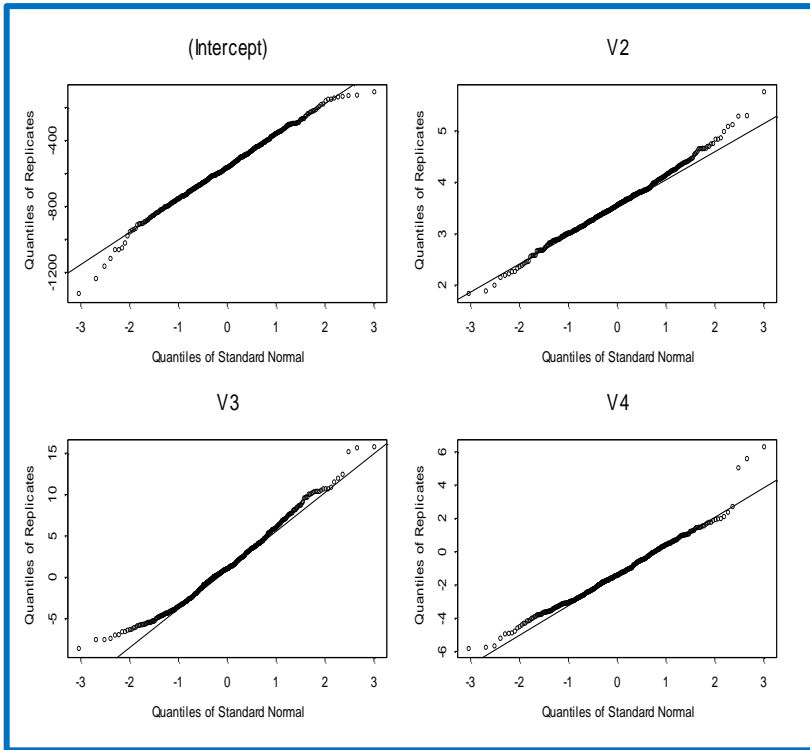 (Intercept)
Quantiles of Replicates
-400
-800
-1200
-3 -2 -1 0 1 2 3
Quantiles of Standard Normal
V2
Quantiles of Replicates
5
4
3
2
-3 -2 -1 0 1 2 3
Quantiles of Standard Normal
V3
Quantiles of Replicates
15
10
5
0
-5
-3 -2 -1 0 1 2 3
Quantiles of Standard Normal
V4
Quantiles of Replicates
6
4
2
0
-2
-4
-6
-3 -2 -1 0 1 2 3
Quantiles of Standard Normal